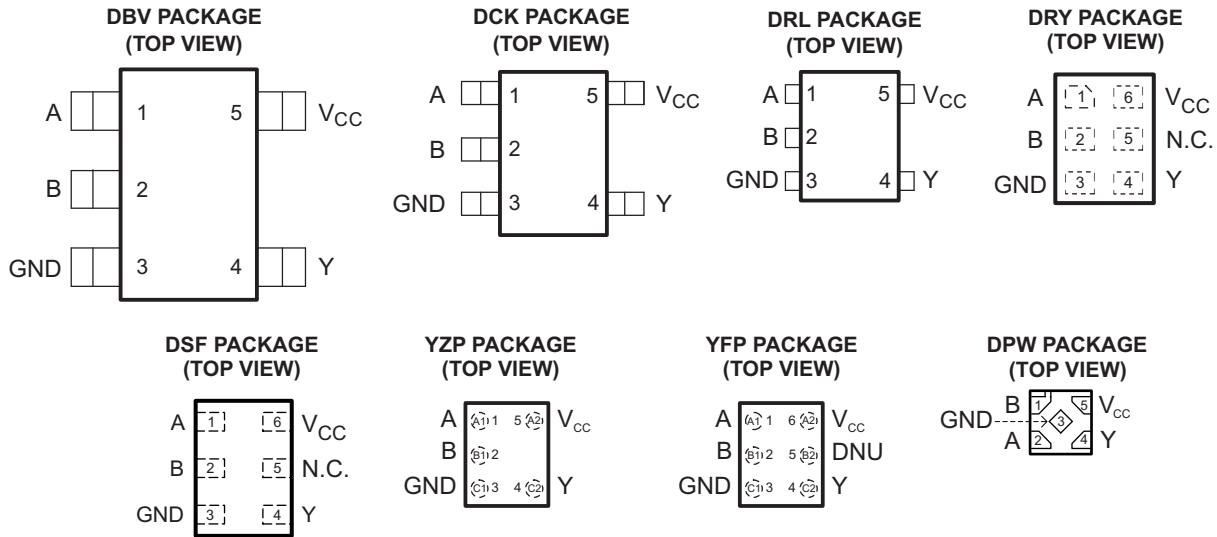 DBV PACKAGE
(TOP VIEW)
A 1 5 VCC
B 2
GND 3 4 Y
DCK PACKAGE
(TOP VIEW)
A 1 5 VCC
B 2
GND 3 4 Y
DRL PACKAGE
(TOP VIEW)
A 1 5 VCC
B 2
GND 3 4 Y
DRY PACKAGE
(TOP VIEW)
A 1 6 VCC
B 2 5 N.C.
GND 3 4 Y
DSF PACKAGE
(TOP VIEW)
A 1 6 VCC
B 2 5 N.C.
GND 3 4 Y
YZP PACKAGE
(TOP VIEW)
A A1 1 5 A2 VCC
B B1 2
GND C1 3 4 C2 Y
YFP PACKAGE
(TOP VIEW)
A A1 1 6 A2 VCC
B B1 2 5 B2 DNU
GND C1 3 4 C2 Y
DPW PACKAGE
(TOP VIEW)
B 1 5 VCC
GND 3
A 2 4 Y